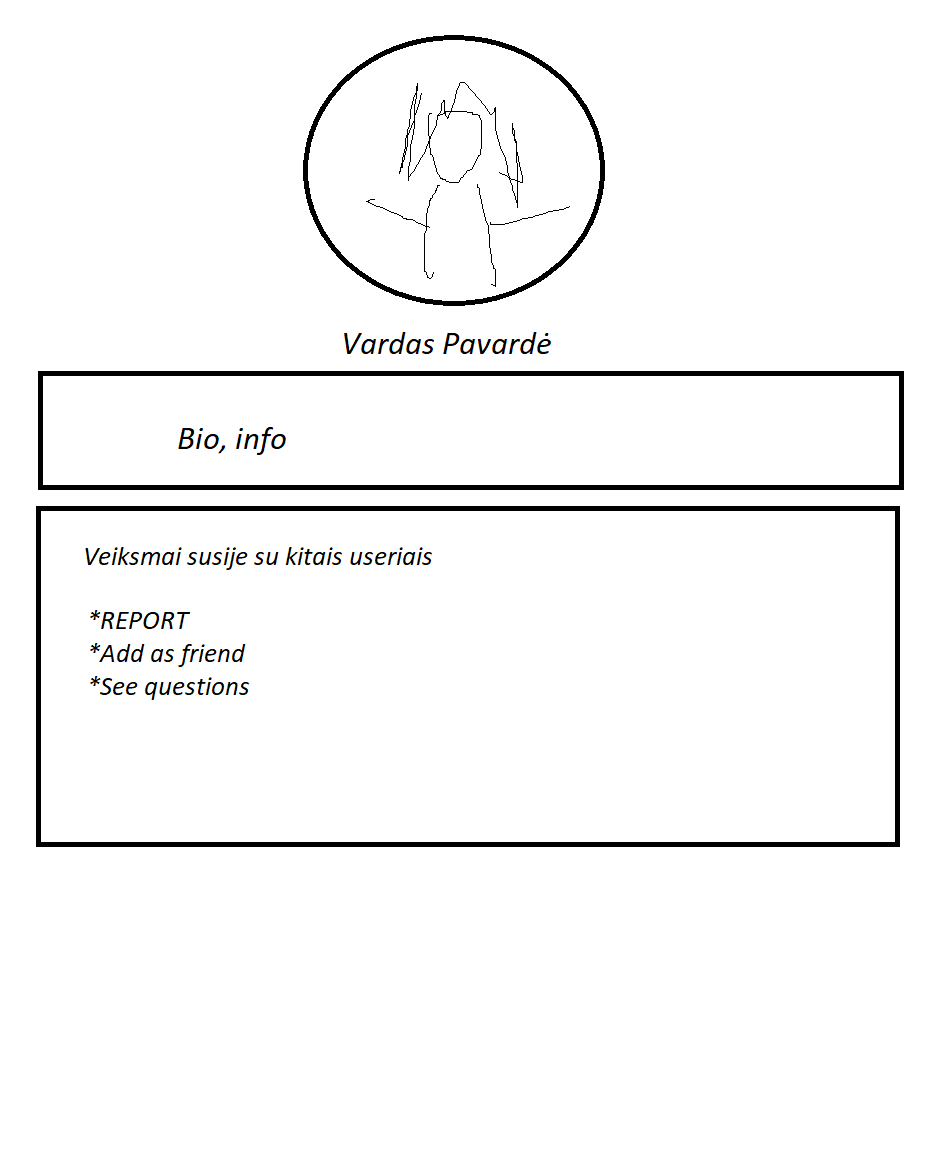 Vardas Pavardė
Bio, info
Veiksmai susije su kitais useriais
*REPORT
*Add as friend
*See questions